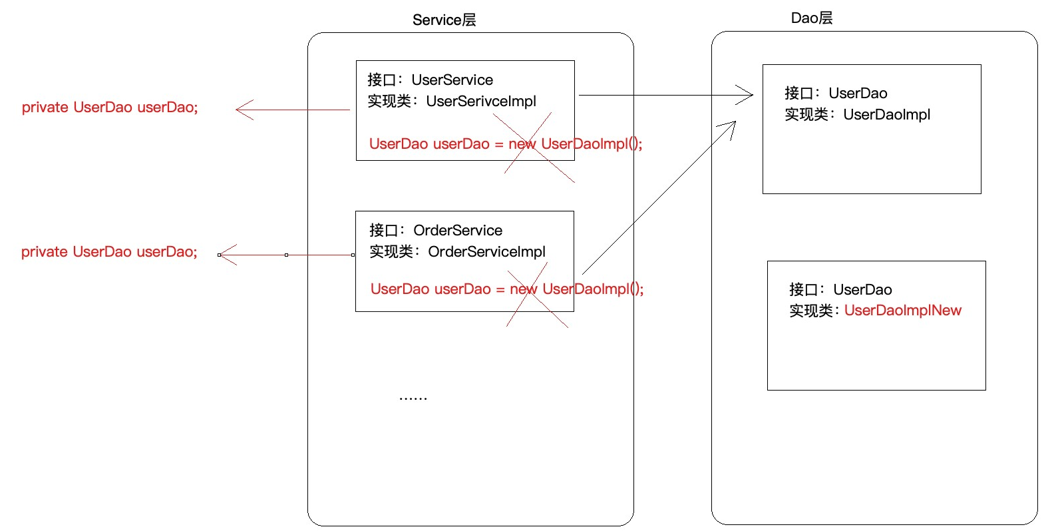 Service层
Dao层
private UserDao userDao;
接口：UserService
实现类：UserSerivceImpl
UserDao userDao = new UserDaoImpl();
接口：UserDao
实现类：UserDaoImpl
private UserDao userDao;
接口：OrderService
实现类：OrderServiceImpl
UserDao userDao = new UserDaoImpl();
接口：UserDao
实现类：UserDaoImplNew
……